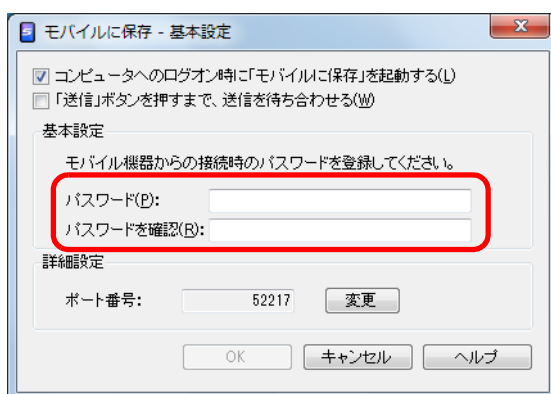 モバイルに保存 - 基本設定
コンピュータへのログオン時に「モバイルに保存」を起動する(L)
「送信」ボタンを押すまで、送信を待ち合わせる(W)
基本設定
モバイル機器からの接続時のパスワードを登録してください。
パスワード(P):
パスワードを確認(R):
詳細設定
ポート番号: 52217 変更
OK キャンセル ヘルプ